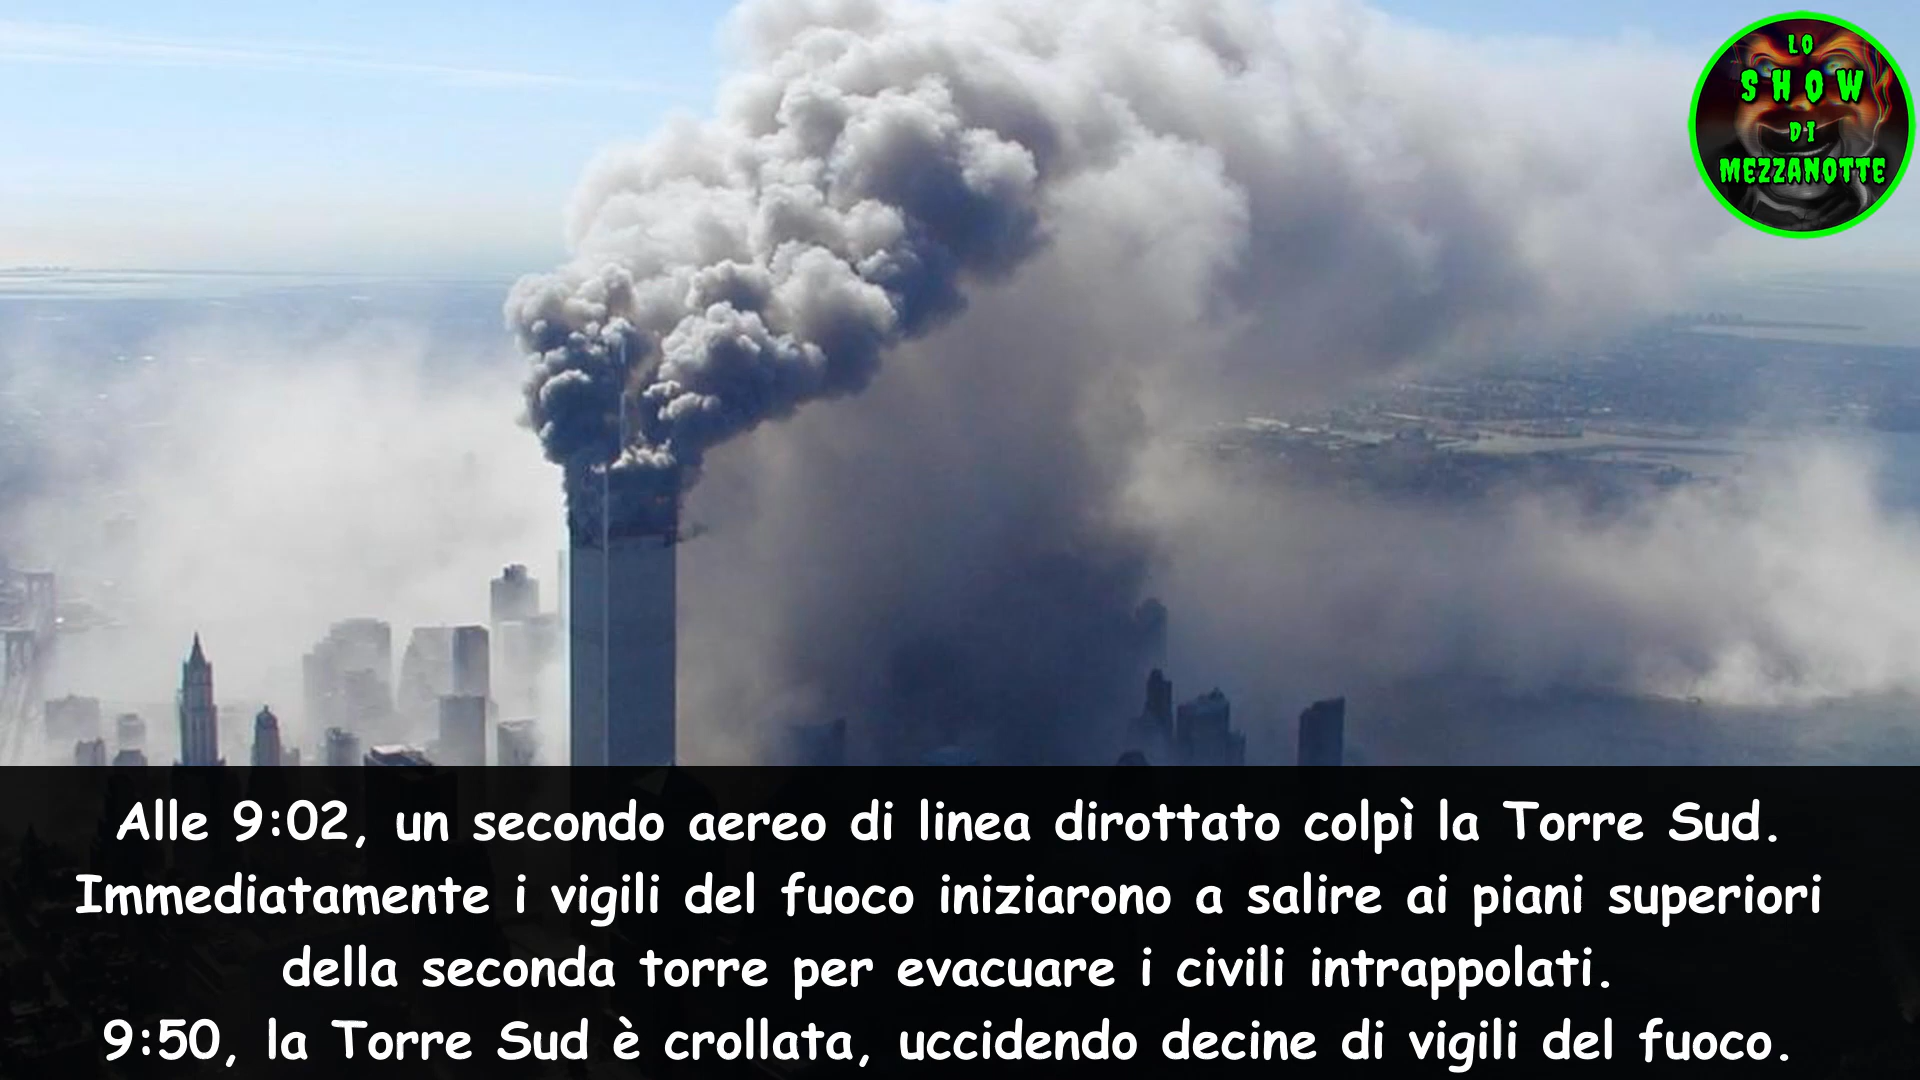 LO
SHOW
DI
MEZZANOTTE
Alle 9:02, un secondo aereo di linea dirottato colpì la Torre Sud.
Immediatamente i vigili del fuoco iniziarono a salire ai piani superiori
della seconda torre per evacuare i civili intrappolati.
9:50, la Torre Sud è crollata, uccidendo decine di vigili del fuoco.